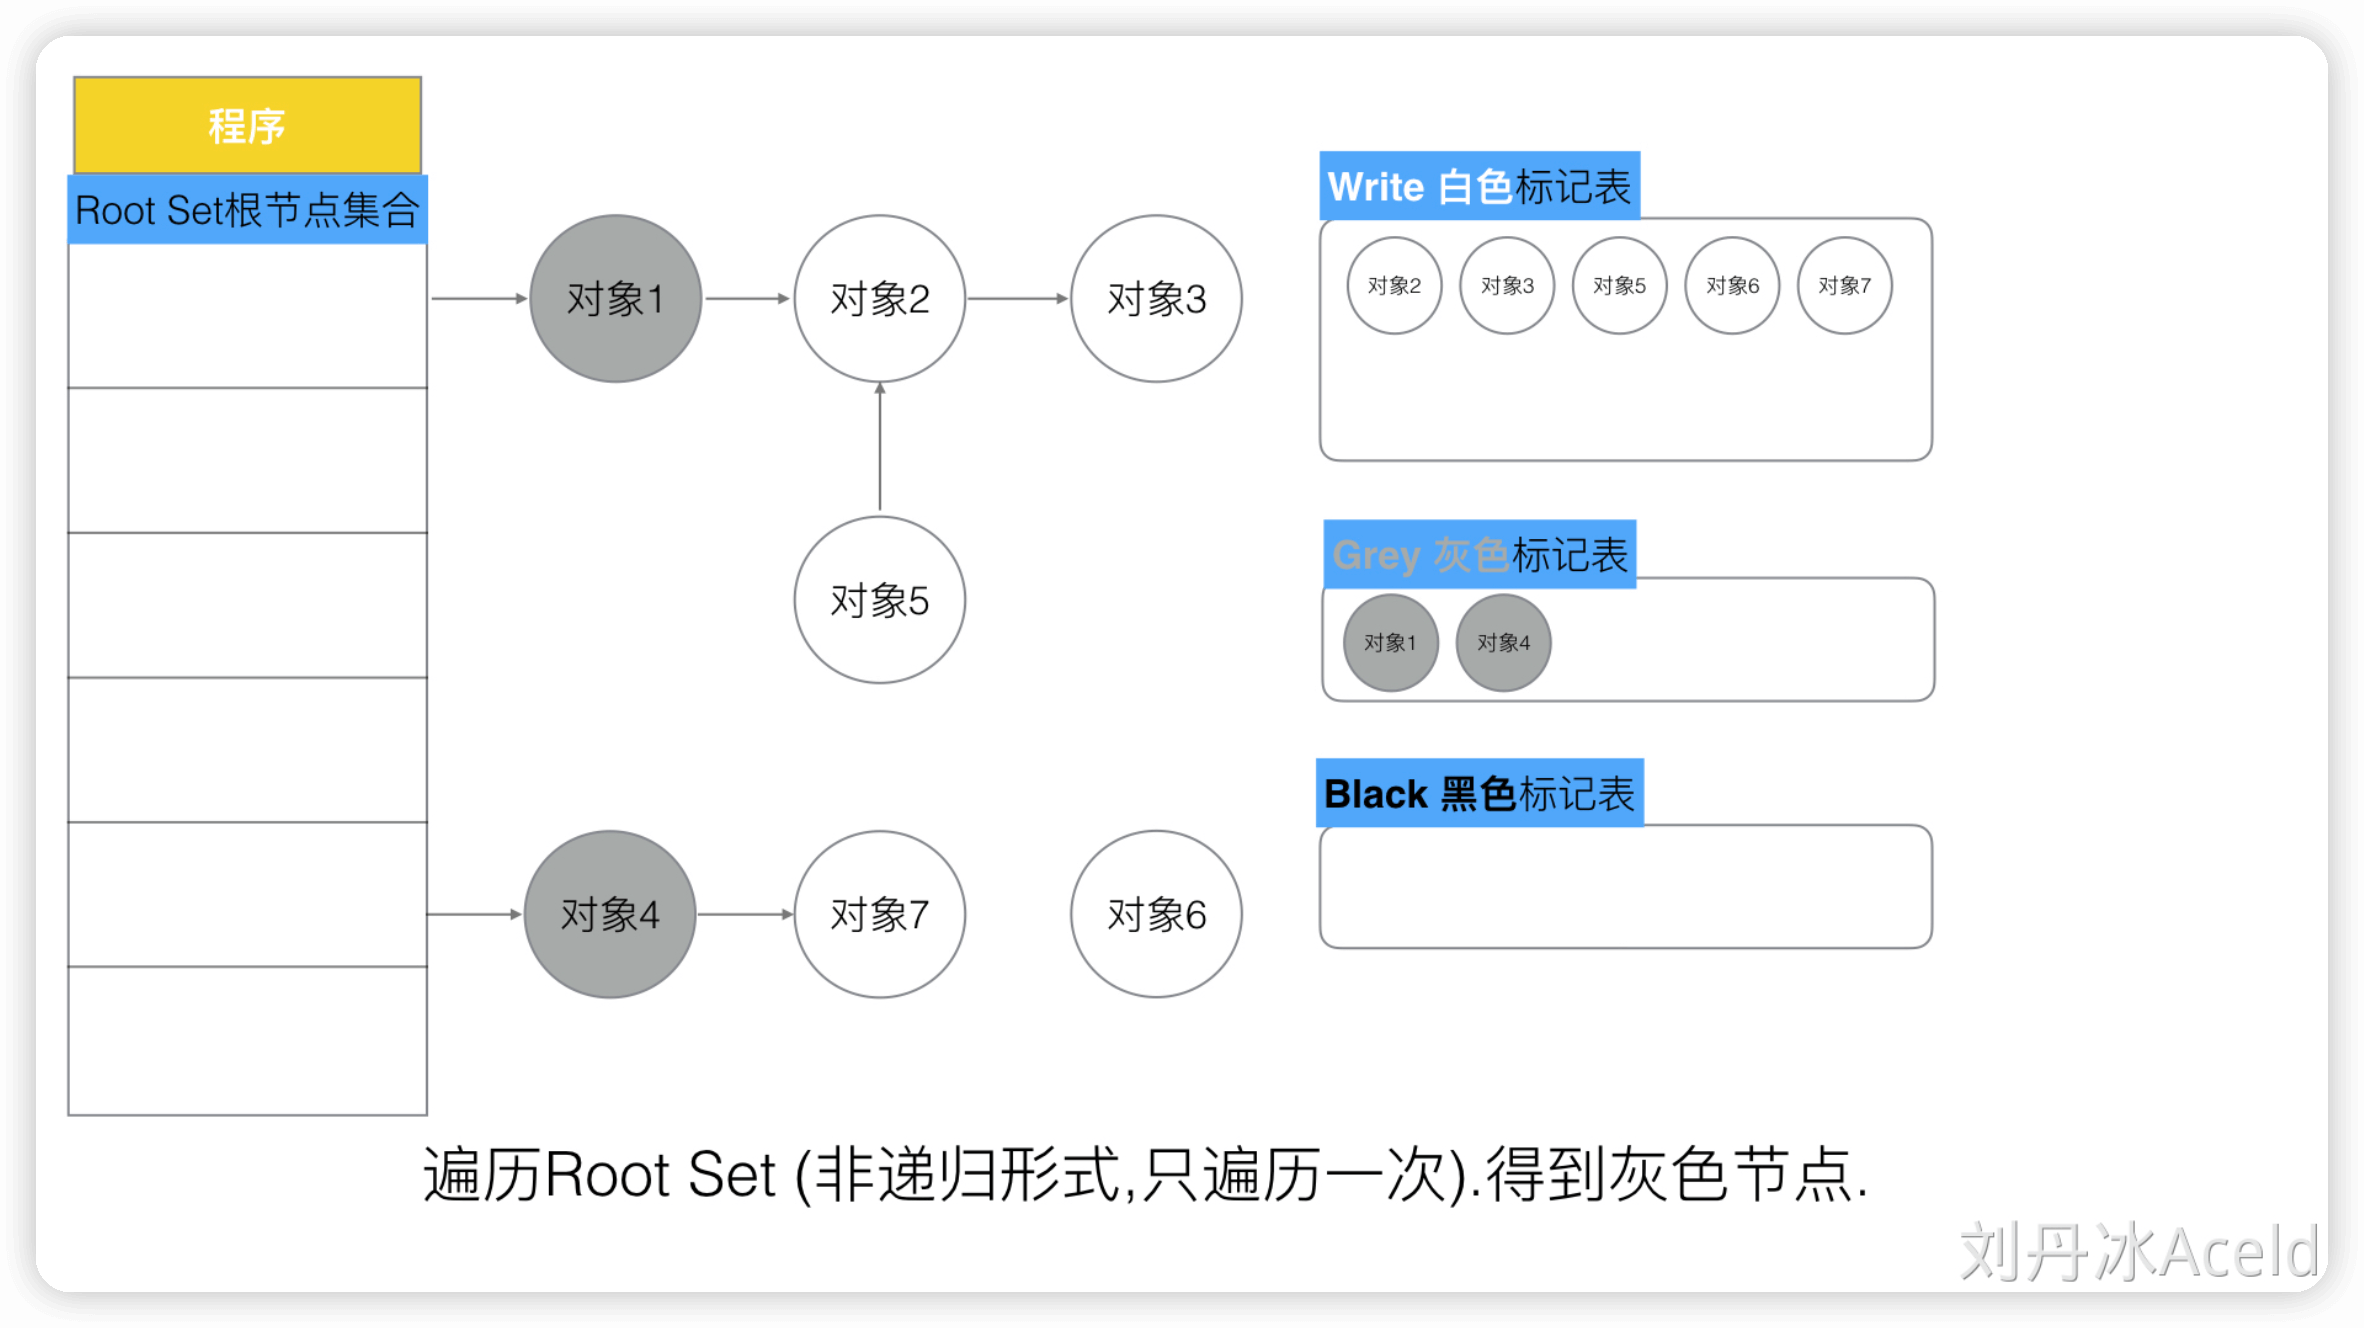 程序
Root Set根节点集合
对象1
对象2
对象3
对象5
对象4
对象7
对象6
Write 白色标记表
对象2
对象3
对象5
对象6
对象7
Grey 灰色标记表
对象1
对象4
Black 黑色标记表
遍历Root Set (非递归形式,只遍历一次).得到灰色节点.
刘丹冰Aceld